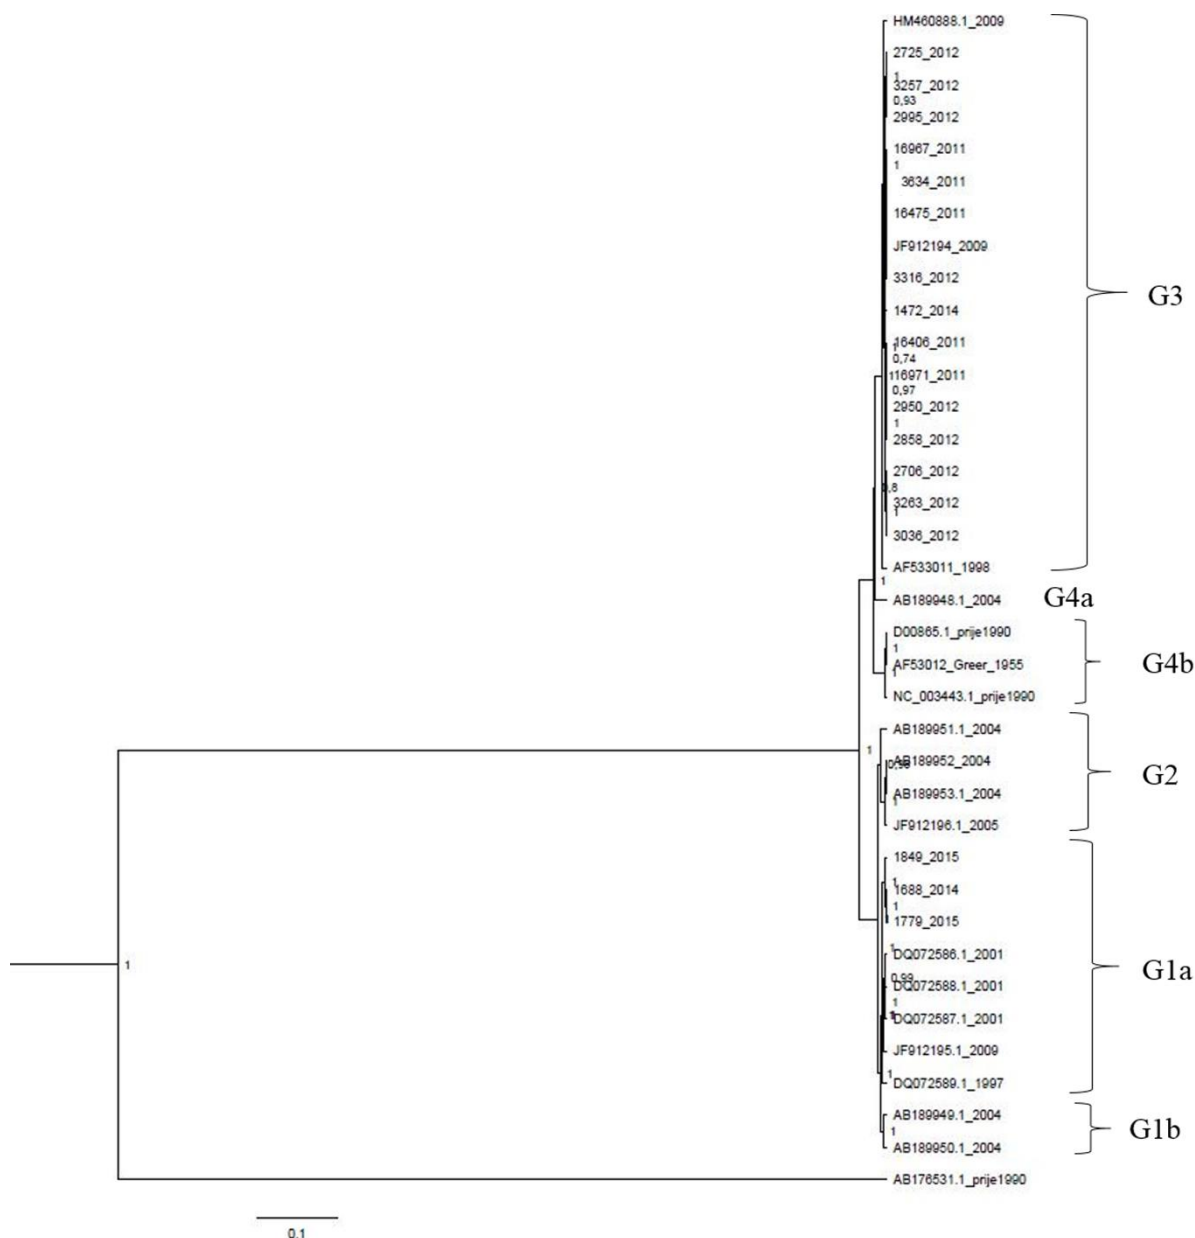 HM460888.1_2009
2725_2012
1
3257_2012
0,93
2995_2012
16967_2011
1
3634_2011
16475_2011
JF912194_2009
3316_2012
G3
1472_2014
16406_2011
1
0,74
1
16971_2011
0,97
2950_2012
1
2858_2012
2706_2012
3263_2012
1
3036_2012
AF533011_1998
1
AB189948.1_2004
G4a
D00865.1_prije1990
1
AF53012_Greer_1955
G4b
1
NC_003443.1_prije1990
AB189951.1_2004
1
AB189952_2004
G2
AB189953.1_2004
1
JF912196.1_2005
1849_2015
1
1688_2014
1
1779_2015
1
DQ072586.1_2001
1
G1a
0,99
DQ072588.1_2001
1
1
DQ072587.1_2001
JF912195.1_2009
1
DQ072589.1_1997
AB189949.1_2004
1
G1b
AB189950.1_2004
AB176531.1_prije1990
0.1